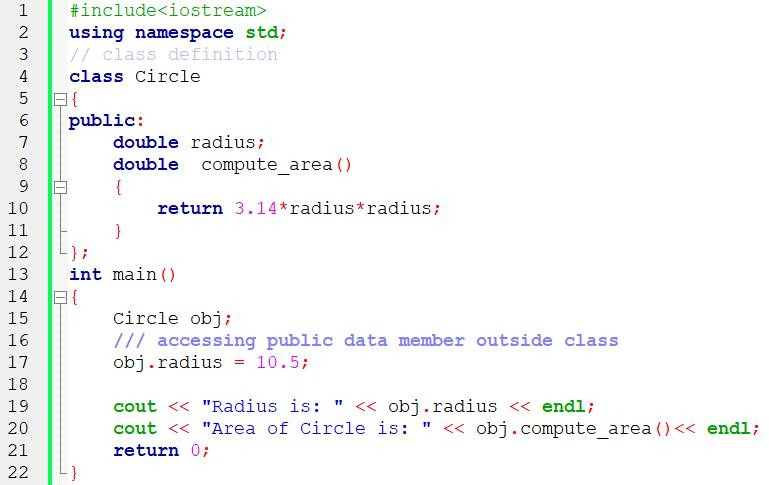 1 #include<iostream>
2 using namespace std;
3 // class definition
4 class Circle
5 {
6 public:
7     double radius;
8     double  compute_area()
9     {
10         return 3.14*radius*radius;
11     }
12 };
13 int main()
14 {
15     Circle obj;
16     /// accessing public data member outside class
17     obj.radius = 10.5;
18
19     cout << "Radius is: " << obj.radius << endl;
20     cout << "Area of Circle is: " << obj.compute_area()<< endl;
21     return 0;
22 }